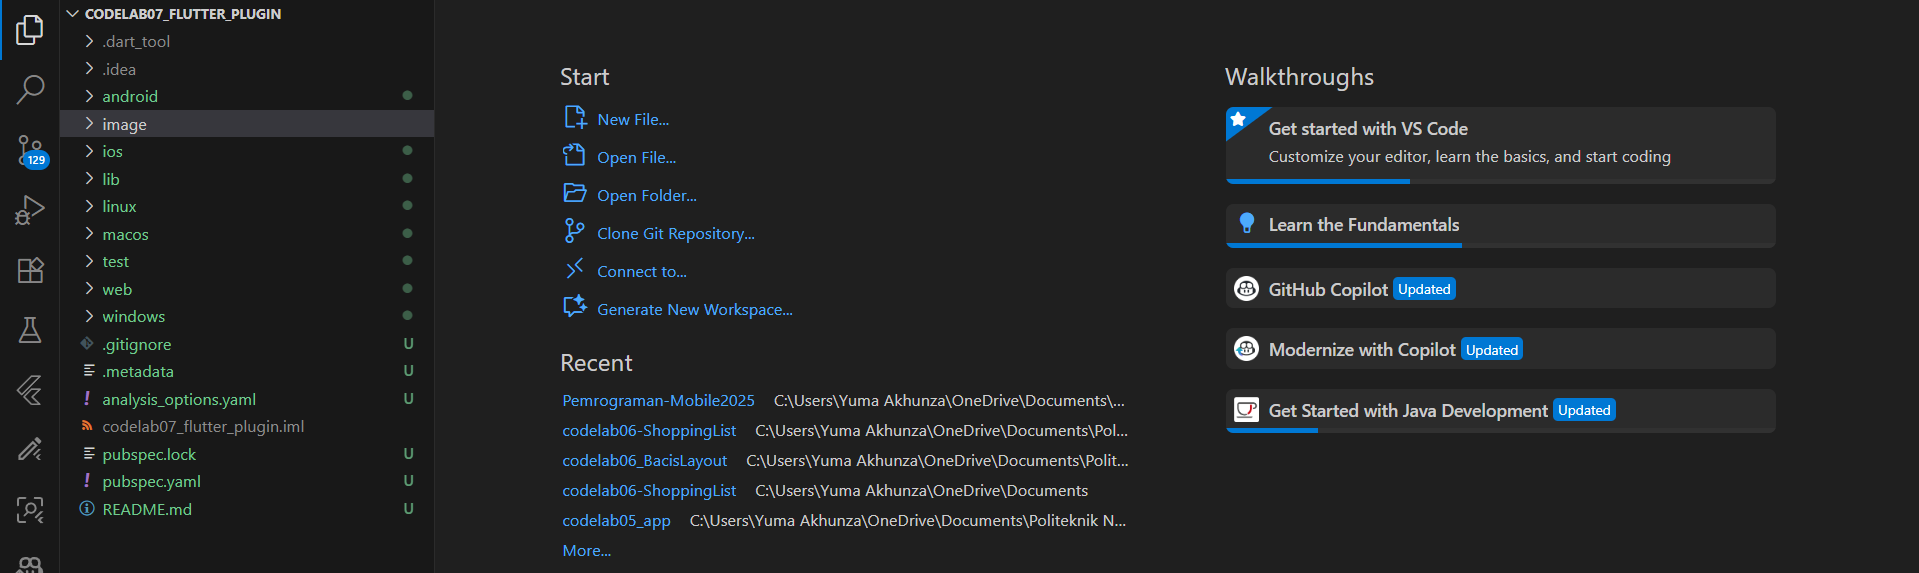 CODELAB07_FLUTTER_PLUGIN
.dart_tool
.idea
android
image
ios
lib
linux
macos
test
web
windows
.gitignore U
.metadata U
analysis_options.yaml U
codelab07_flutter_plugin.iml
pubspec.lock U
pubspec.yaml U
README.md U
129
Start
New File...
Open File...
Open Folder...
Clone Git Repository...
Connect to...
Generate New Workspace...
Recent
Pemrograman-Mobile2025 C:\Users\Yuma Akhunza\OneDrive\Documents\...
codelab06-ShoppingList C:\Users\Yuma Akhunza\OneDrive\Documents\Pol...
codelab06_BacisLayout C:\Users\Yuma Akhunza\OneDrive\Documents\Polit...
codelab06-ShoppingList C:\Users\Yuma Akhunza\OneDrive\Documents
codelab05_app C:\Users\Yuma Akhunza\OneDrive\Documents\Politeknik N...
More...
Walkthroughs
Get started with VS Code
Customize your editor, learn the basics, and start coding
Learn the Fundamentals
GitHub Copilot Updated
Modernize with Copilot Updated
Get Started with Java Development Updated